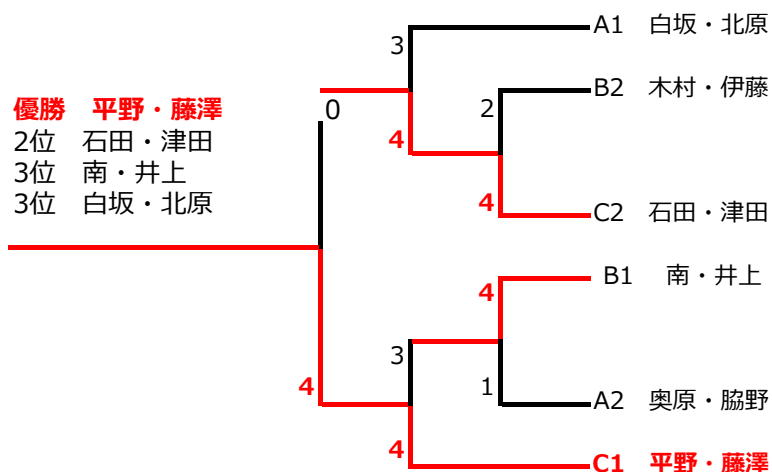 優勝　平野・藤澤
2位　石田・津田
3位　南・井上
3位　白坂・北原
A1　白坂・北原
3
B2　木村・伊藤
0
2
4
4
C2　石田・津田
B1　南・井上
4
3
4
1
A2　奥原・脇野
4
C1　平野・藤澤